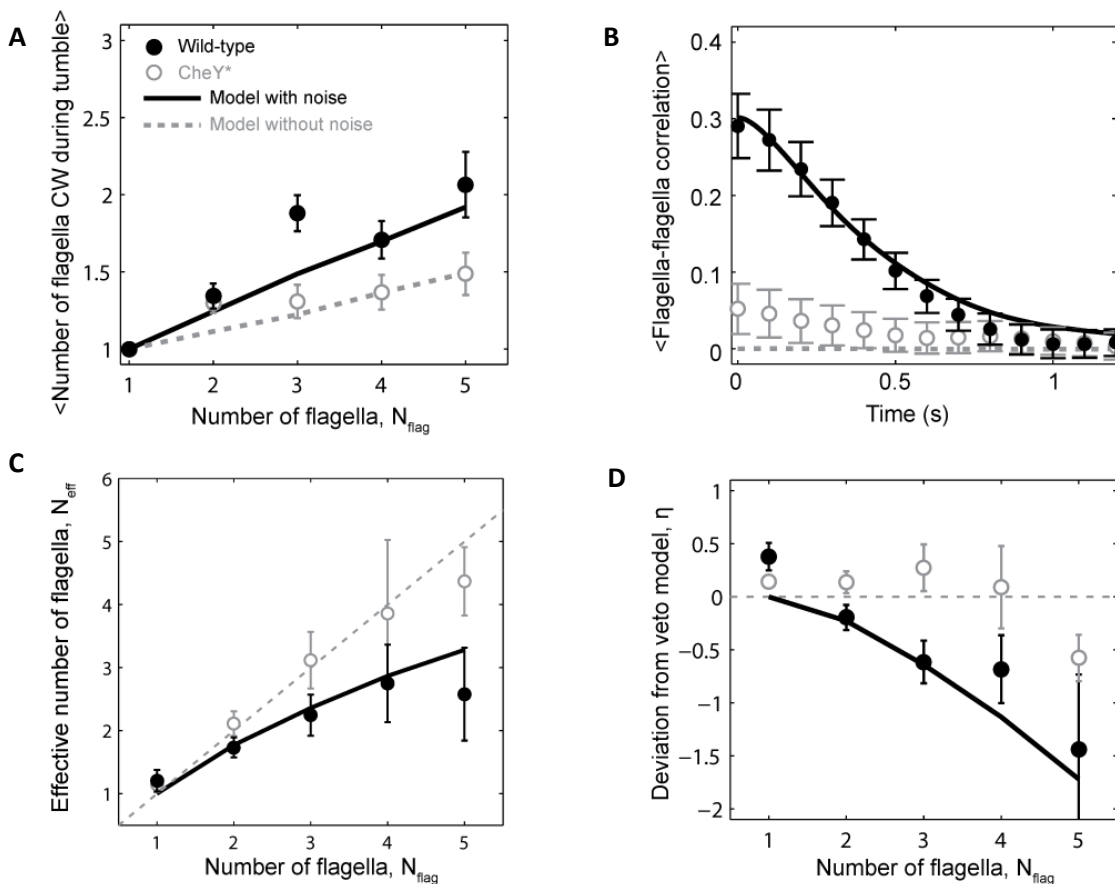 A
<Number of flagella CW during tumble>
3
2.5
2
1.5
1
Wild-type
CheY*
Model with noise
Model without noise
1 2 3 4 5
Number of flagella, N_flag
B
<Flagella-flagella correlation>
0.4
0.3
0.2
0.1
0
0 0.5 1
Time (s)
C
Effective number of flagella, N_eff
6
5
4
3
2
1
1 2 3 4 5
Number of flagella, N_flag
D
Deviation from veto model, η
1
0.5
0
−0.5
−1
−1.5
−2
1 2 3 4 5
Number of flagella, N_flag